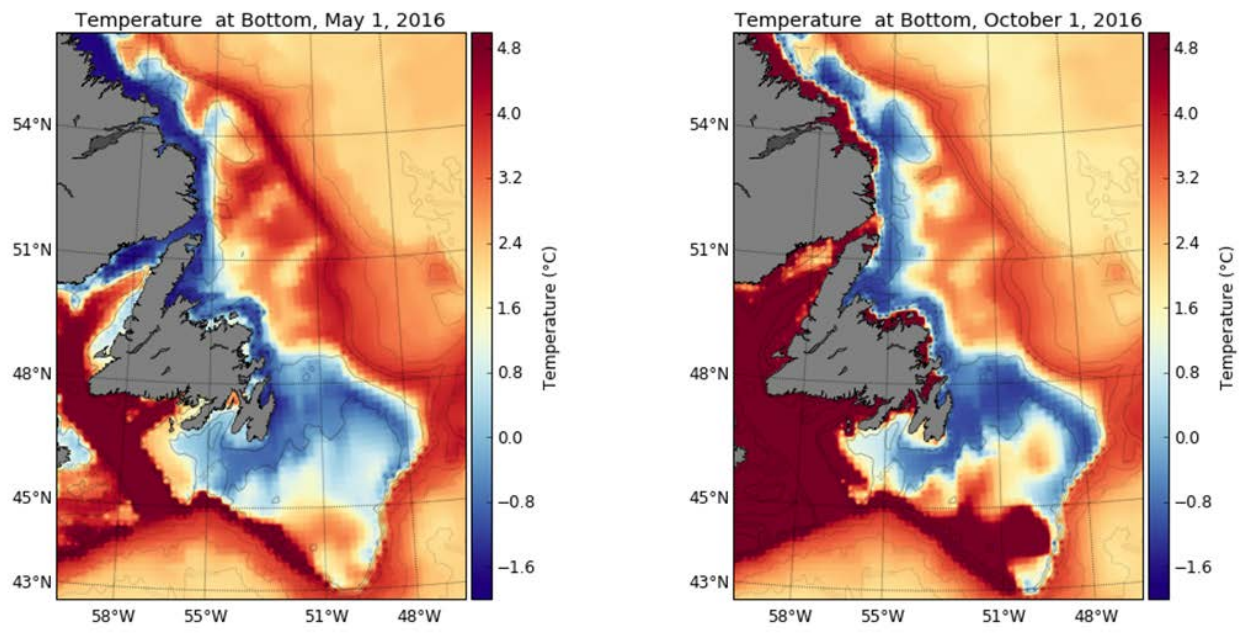 Temperature at Bottom, May 1, 2016
54°N
51°N
48°N
45°N
43°N
58°W
55°W
51°W
48°W
4.8
4.0
3.2
2.4
1.6
0.8
0.0
−0.8
−1.6
Temperature (°C)
Temperature at Bottom, October 1, 2016
54°N
51°N
48°N
45°N
43°N
58°W
55°W
51°W
48°W
4.8
4.0
3.2
2.4
1.6
0.8
0.0
−0.8
−1.6
Temperature (°C)